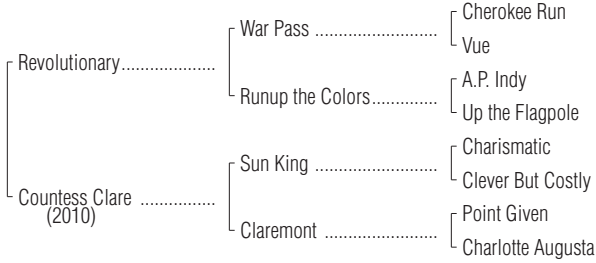 Cherokee Run
War Pass ..........................
Vue
Revolutionary....................
A.P. Indy
Runup the Colors..............
Up the Flagpole
Charismatic
Sun King ..........................
Clever But Costly
Countess Clare ................
(2010)
Point Given
Claremont ........................
Charlotte Augusta